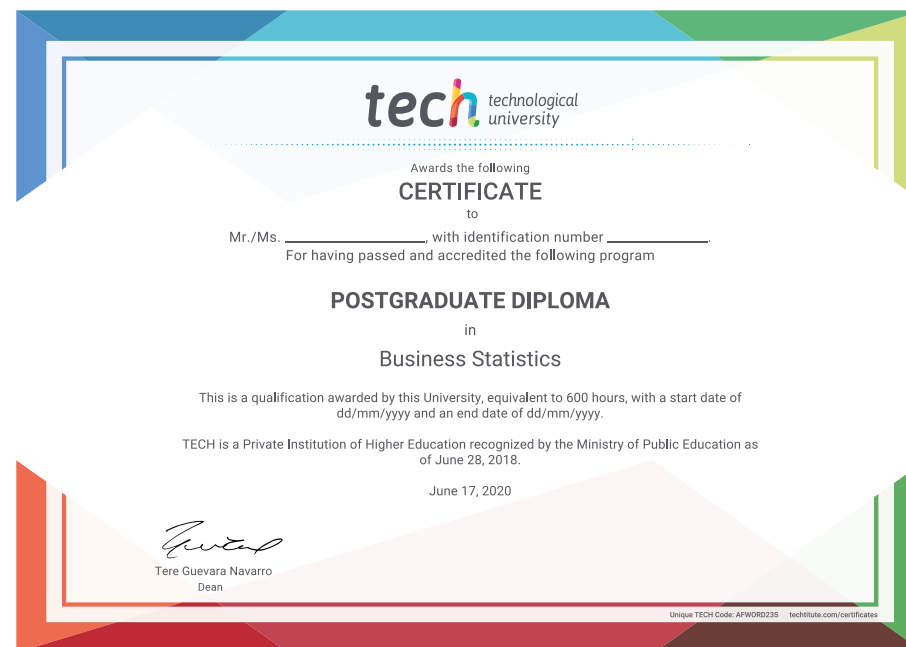 tech technological
university
Awards the following
CERTIFICATE
to
Mr./Ms. ____________________, with identification number ______________.
For having passed and accredited the following program
POSTGRADUATE DIPLOMA
in
Business Statistics
This is a qualification awarded by this University, equivalent to 600 hours, with a start date of
dd/mm/yyyy and an end date of dd/mm/yyyy.
TECH is a Private Institution of Higher Education recognized by the Ministry of Public Education as
of June 28, 2018.
June 17, 2020
Tere Guevara Navarro
Dean
Unique TECH Code: AFWORD23S techtitute.com/certificates